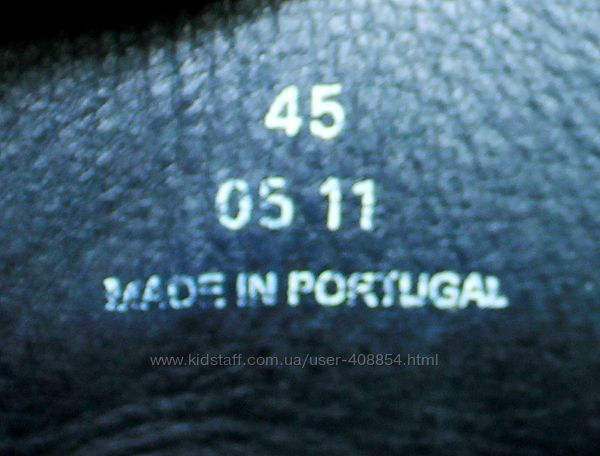 45
05 11
MADE IN PORTUGAL
www.kidstaff.com.ua/user-408854.html